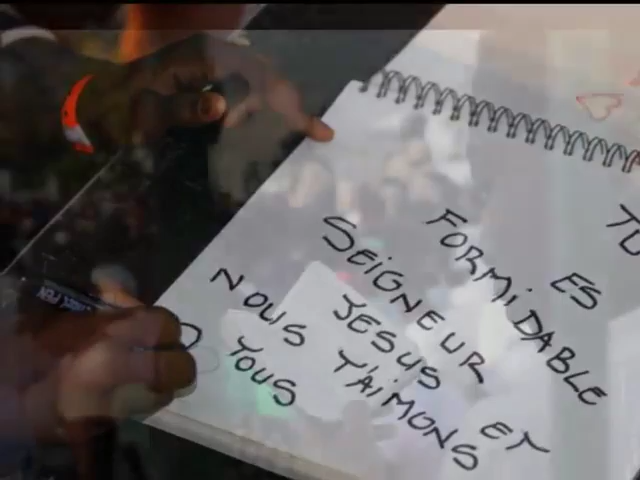 TU
ES
FORMIDABLE
SEIGNEUR
JESUS ET
NOUS T'AIMONS
TOUS